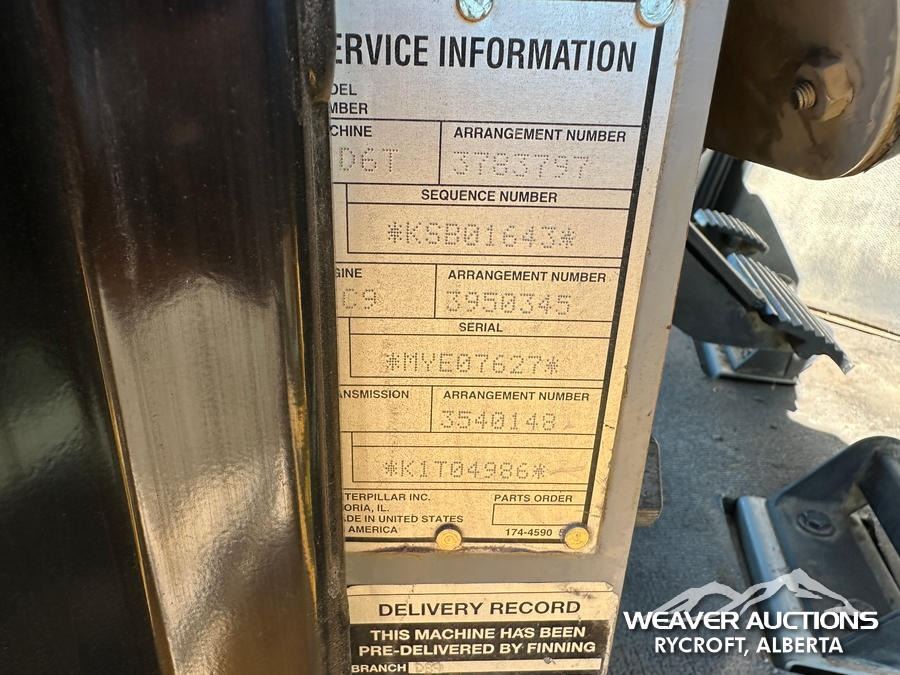 ERVICE INFORMATION
DEL
MBER
CHINE ARRANGEMENT NUMBER
D6T 3783797
SEQUENCE NUMBER
*KSB01643*
GINE ARRANGEMENT NUMBER
C9 3950345
SERIAL
*MYE07627*
ANSMISSION ARRANGEMENT NUMBER
3540148
*K1T04986*
TERPILLAR INC. PARTS ORDER
ORIA, IL.
DE IN UNITED STATES
AMERICA 174-4590
DELIVERY RECORD
THIS MACHINE HAS BEEN
PRE-DELIVERED BY FINNING
BRANCH
WEAVER AUCTIONS
RYCROFT, ALBERTA